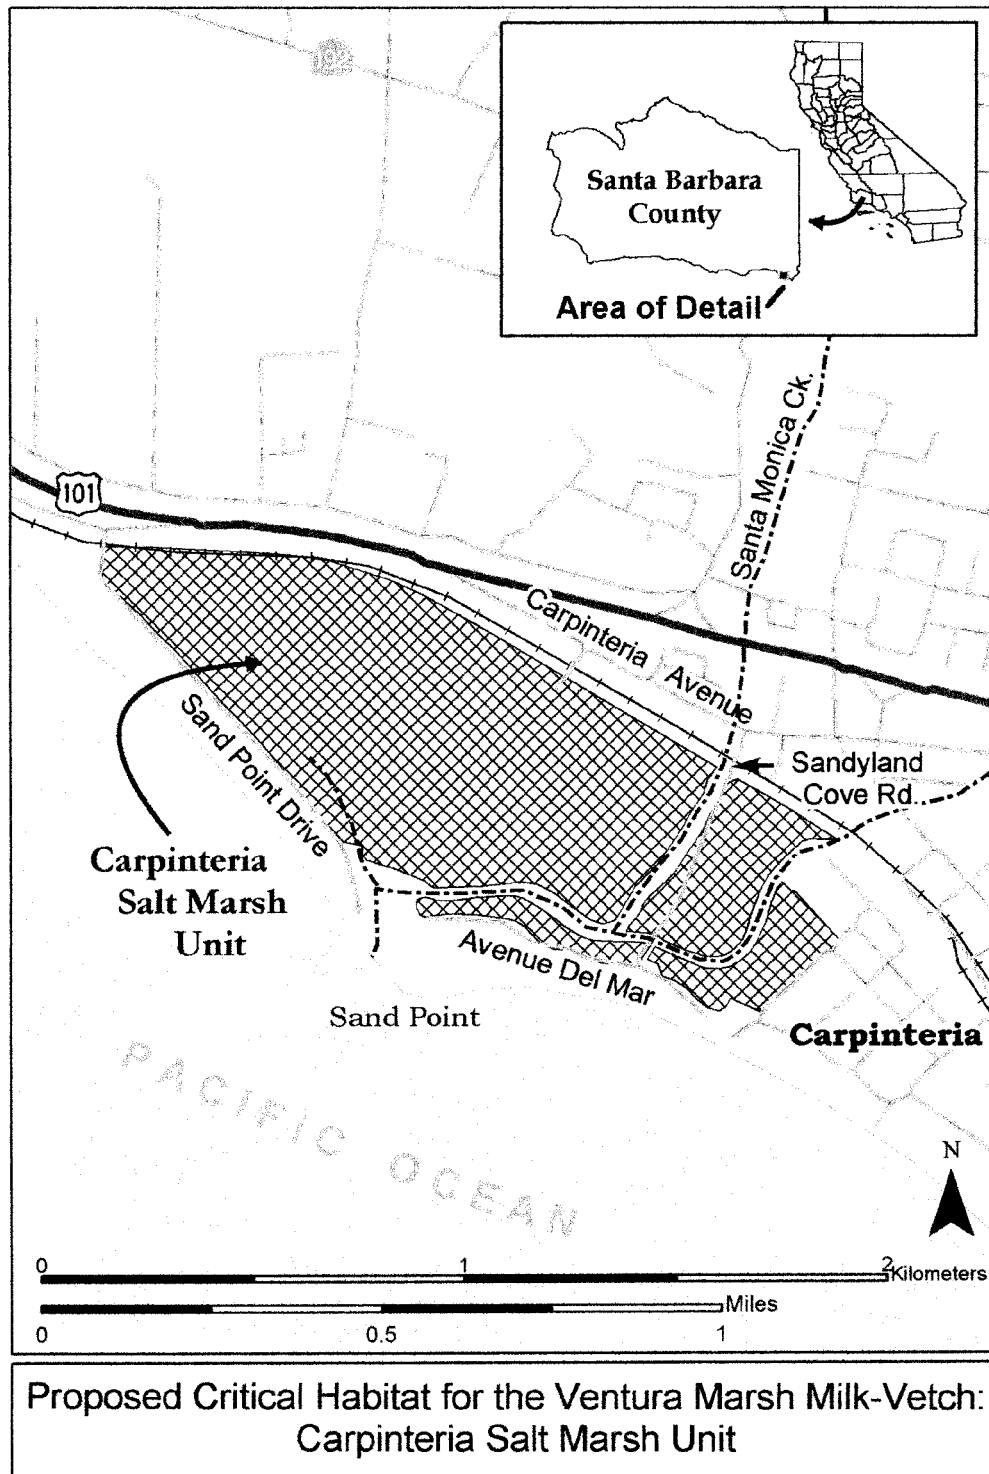 192
Santa Barbara
County
Area of Detail
Santa Monica Ck.
101
Carpinteria Avenue
Sandyland
Cove Rd.
Sand Point Drive
Carpinteria
Salt Marsh
Unit
Avenue Del Mar
Sand Point
Carpinteria
PACIFIC OCEAN
N
0 1 2 Kilometers
Miles
0 0.5 1
Proposed Critical Habitat for the Ventura Marsh Milk-Vetch:
Carpinteria Salt Marsh Unit